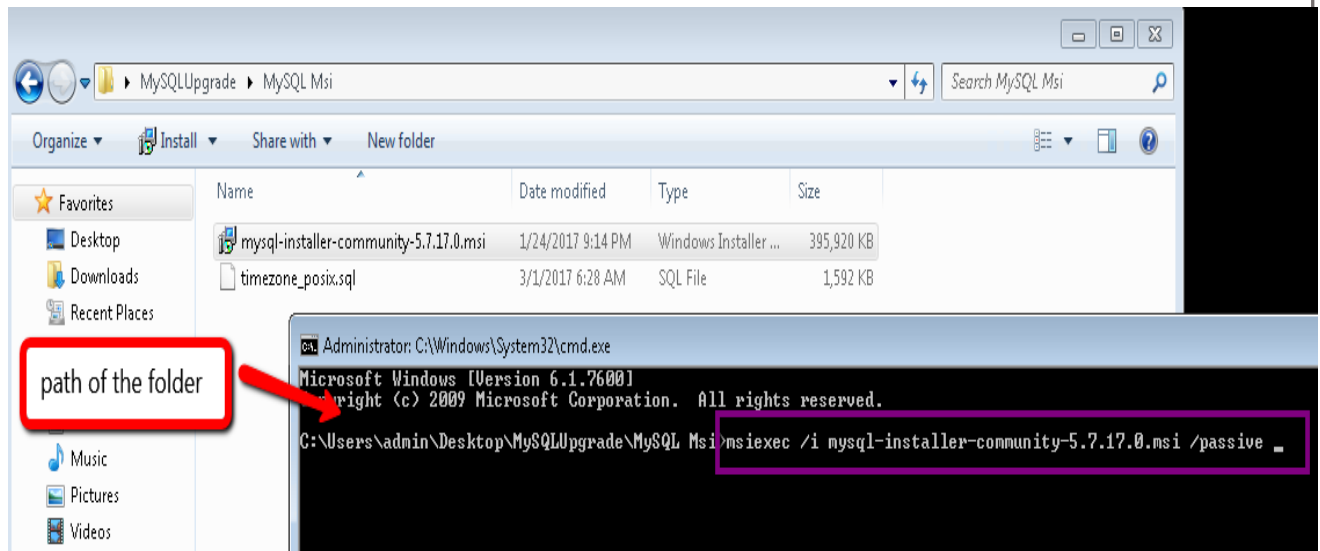 MySQLUpgrade MySQL Msi
Search MySQL Msi
Organize Install Share with New folder
Name Date modified Type Size
Favorites
Desktop
Downloads
Recent Places
Music
Pictures
Videos
mysql-installer-community-5.7.17.0.msi 1/24/2017 9:14 PM Windows Installer ... 395,920 KB
timezone_posix.sql 3/1/2017 6:28 AM SQL File 1,592 KB
path of the folder
Administrator: C:\Windows\System32\cmd.exe
Microsoft Windows [Version 6.1.7600]
Copyright (c) 2009 Microsoft Corporation. All rights reserved.
C:\Users\admin\Desktop\MySQLUpgrade\MySQL Msi>msiexec /i mysql-installer-community-5.7.17.0.msi /passive _